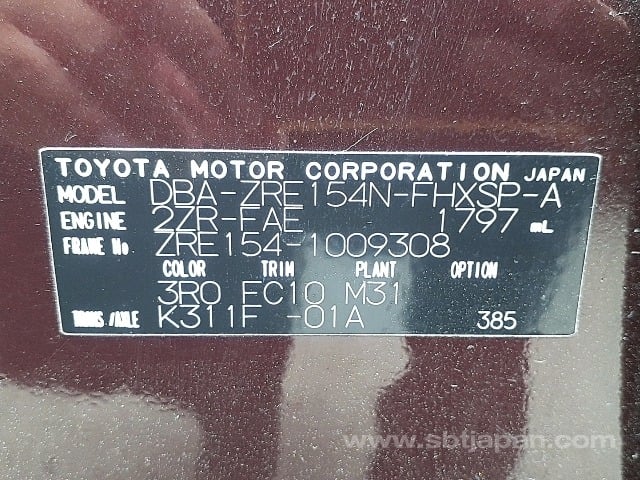 TOYOTA MOTOR CORPORATION JAPAN
MODEL DBA-ZRE154N-FHXSP-A
ENGINE 2ZR-FAE 1797 mL
FRAME No ZRE154-1009308
COLOR TRIM PLANT OPTION
3R0 FC10 M31
TRANS./AXLE K311F -01A 385
www.sbtjapan.com